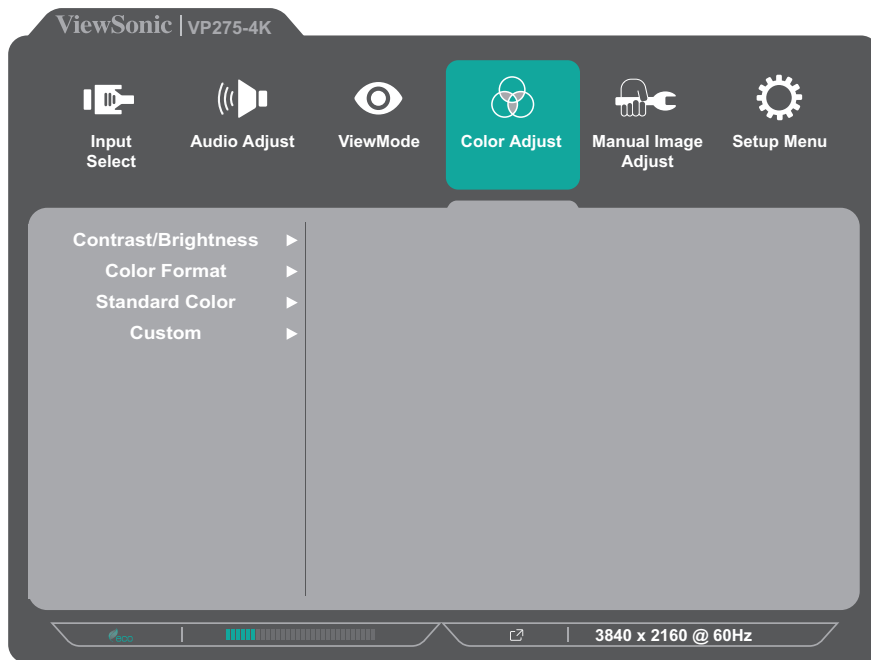 ViewSonic | VP275-4K
Input
Select
Audio Adjust
ViewMode
Color Adjust
Manual Image
Adjust
Setup Menu
Contrast/Brightness
Color Format
Standard Color
Custom
eco
3840 x 2160 @ 60Hz